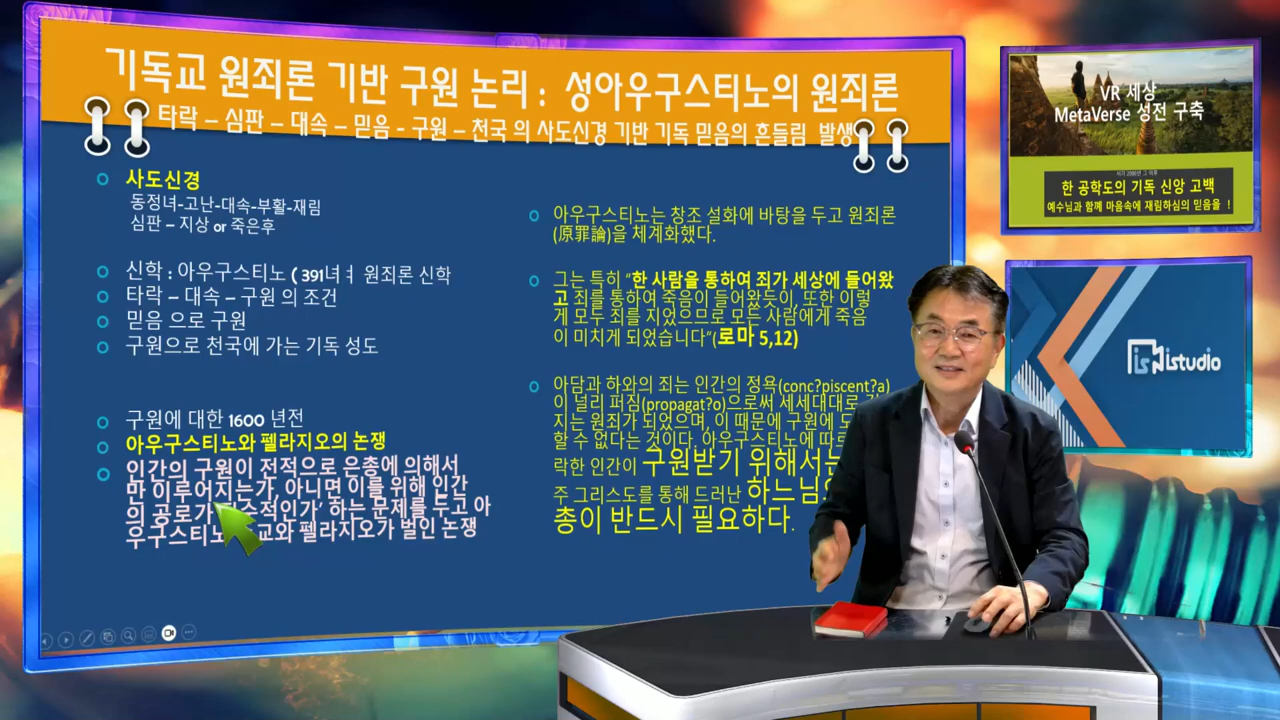 기독교 원죄론 기반 구원 논리 : 성아우구스티노의 원죄론
타락 – 심판 – 대속 – 믿음 - 구원 – 천국 의 사도신경 기반 기독 믿음의 흔들림 발생
사도신경
동정녀-고난-대속-부활-재림
심판 – 지상 or 죽은후
신학 : 아우구스티노 ( 391녀ㅕ 원죄론 신학
타락 – 대속 – 구원 의 조건
믿음 으로 구원
구원으로 천국에 가는 기독 성도
구원에 대한 1600 년전
아우구스티노와 펠라지오의 논쟁
인간의 구원이 전적으로 은총에 의해서
만 이루어지는가, 아니면 이를 위해 인간
의 공로가 수적인가’ 하는 문제를 두고 아
우구스티노 교와 펠라지오가 벌인 논쟁
아우구스티노는 창조 설화에 바탕을 두고 원죄론
(原罪論)을 체계화했다.
그는 특히 “한 사람을 통하여 죄가 세상에 들어왔
고 죄를 통하여 죽음이 들어왔듯이, 또한 이렇
게 모두 죄를 지었으므로 모든 사람에게 죽음
이 미치게 되었습니다”(로마 5,12)
아담과 하와의 죄는 인간의 정욕(conc?piscent?a)
이 널리 퍼짐(propagat?o)으로써 세세대대로
지는 원죄가 되었으며, 이 때문에 구원에
할 수 없다는 것이다. 아우구스티노에
락한 인간이 구원받기 위해서는
주 그리스도를 통해 드러난 하느님
총이 반드시 필요하다.
VR 세상
MetaVerse 성전 구축
한 공학도의 기독 신앙 고백
예수님과 함께 마음속에 재림하심의 믿음을 !
is istudio